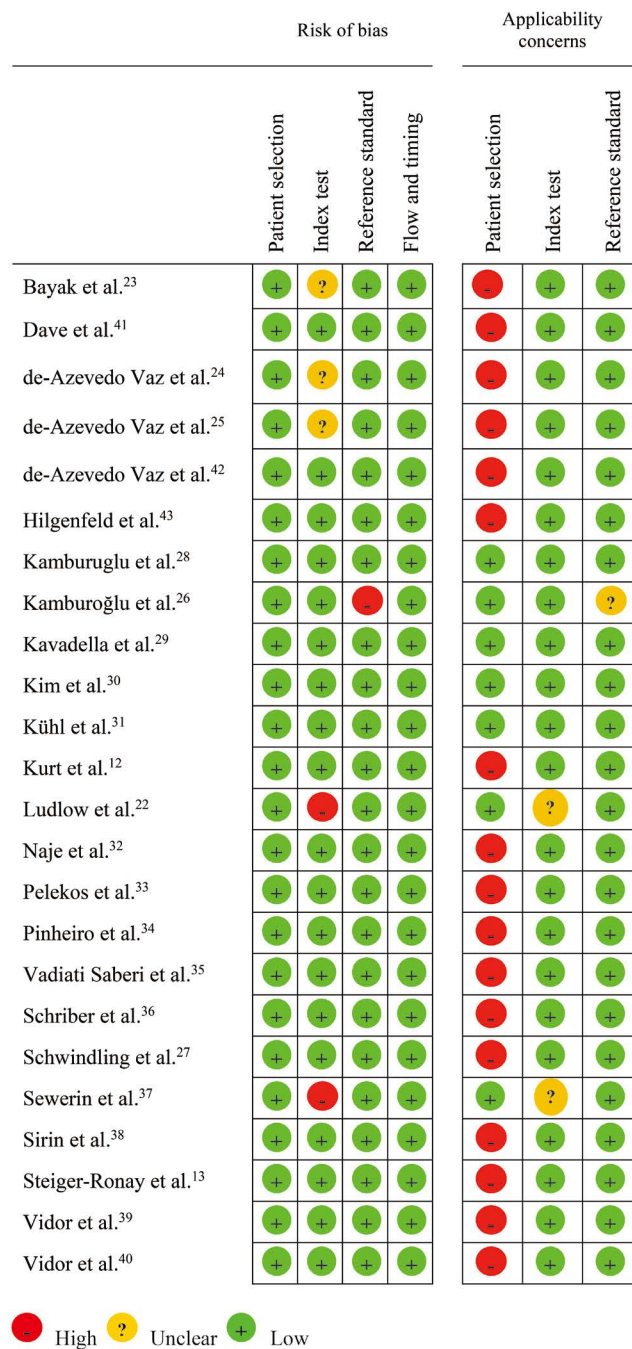 Risk of bias
Applicability
concerns
Patient selection
Index test
Reference standard
Flow and timing
Patient selection
Index test
Reference standard
Bayak et al.23 + ? + + - + +
Dave et al.41 + + + + - + +
de-Azevedo Vaz et al.24 + ? + + - + +
de-Azevedo Vaz et al.25 + ? + + - + +
de-Azevedo Vaz et al.42 + + + + - + +
Hilgenfeld et al.43 + + + + - + +
Kamburuglu et al.28 + + + + + + +
Kamburoğlu et al.26 + + - + + + ?
Kavadella et al.29 + + + + + + +
Kim et al.30 + + + + + + +
Kühl et al.31 + + + + + + +
Kurt et al.12 + + + + - + +
Ludlow et al.22 + - + + + ? +
Naje et al.32 + + + + - + +
Pelekos et al.33 + + + + - + +
Pinheiro et al.34 + + + + - + +
Vadiati Saberi et al.35 + + + + - + +
Schriber et al.36 + + + + - + +
Schwindling et al.27 + + + + - + +
Sewerin et al.37 + - + + + ? +
Sirin et al.38 + + + + - + +
Steiger-Ronay et al.13 + + + + - + +
Vidor et al.39 + + + + - + +
Vidor et al.40 + + + + - + +
- High ? Unclear + Low